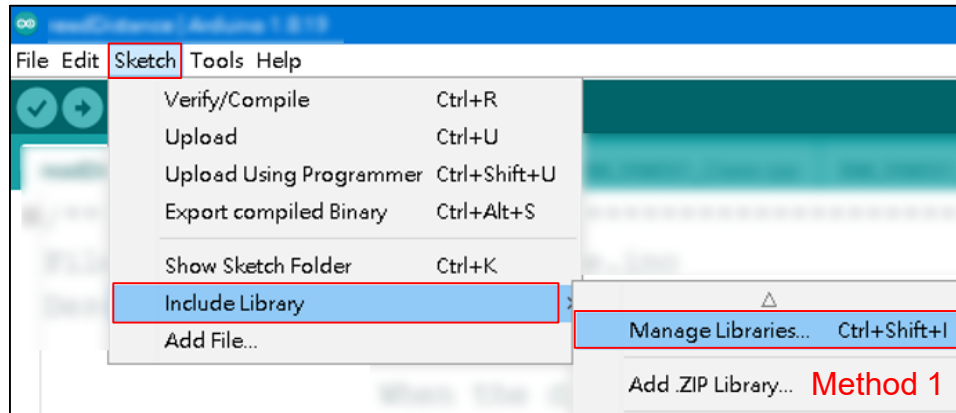 File Edit Sketch Tools Help
Verify/Compile Ctrl+R
Upload Ctrl+U
Upload Using Programmer Ctrl+Shift+U
Export compiled Binary Ctrl+Alt+S
Show Sketch Folder Ctrl+K
Include Library
Add File...
Manage Libraries... Ctrl+Shift+I
Add .ZIP Library... Method 1